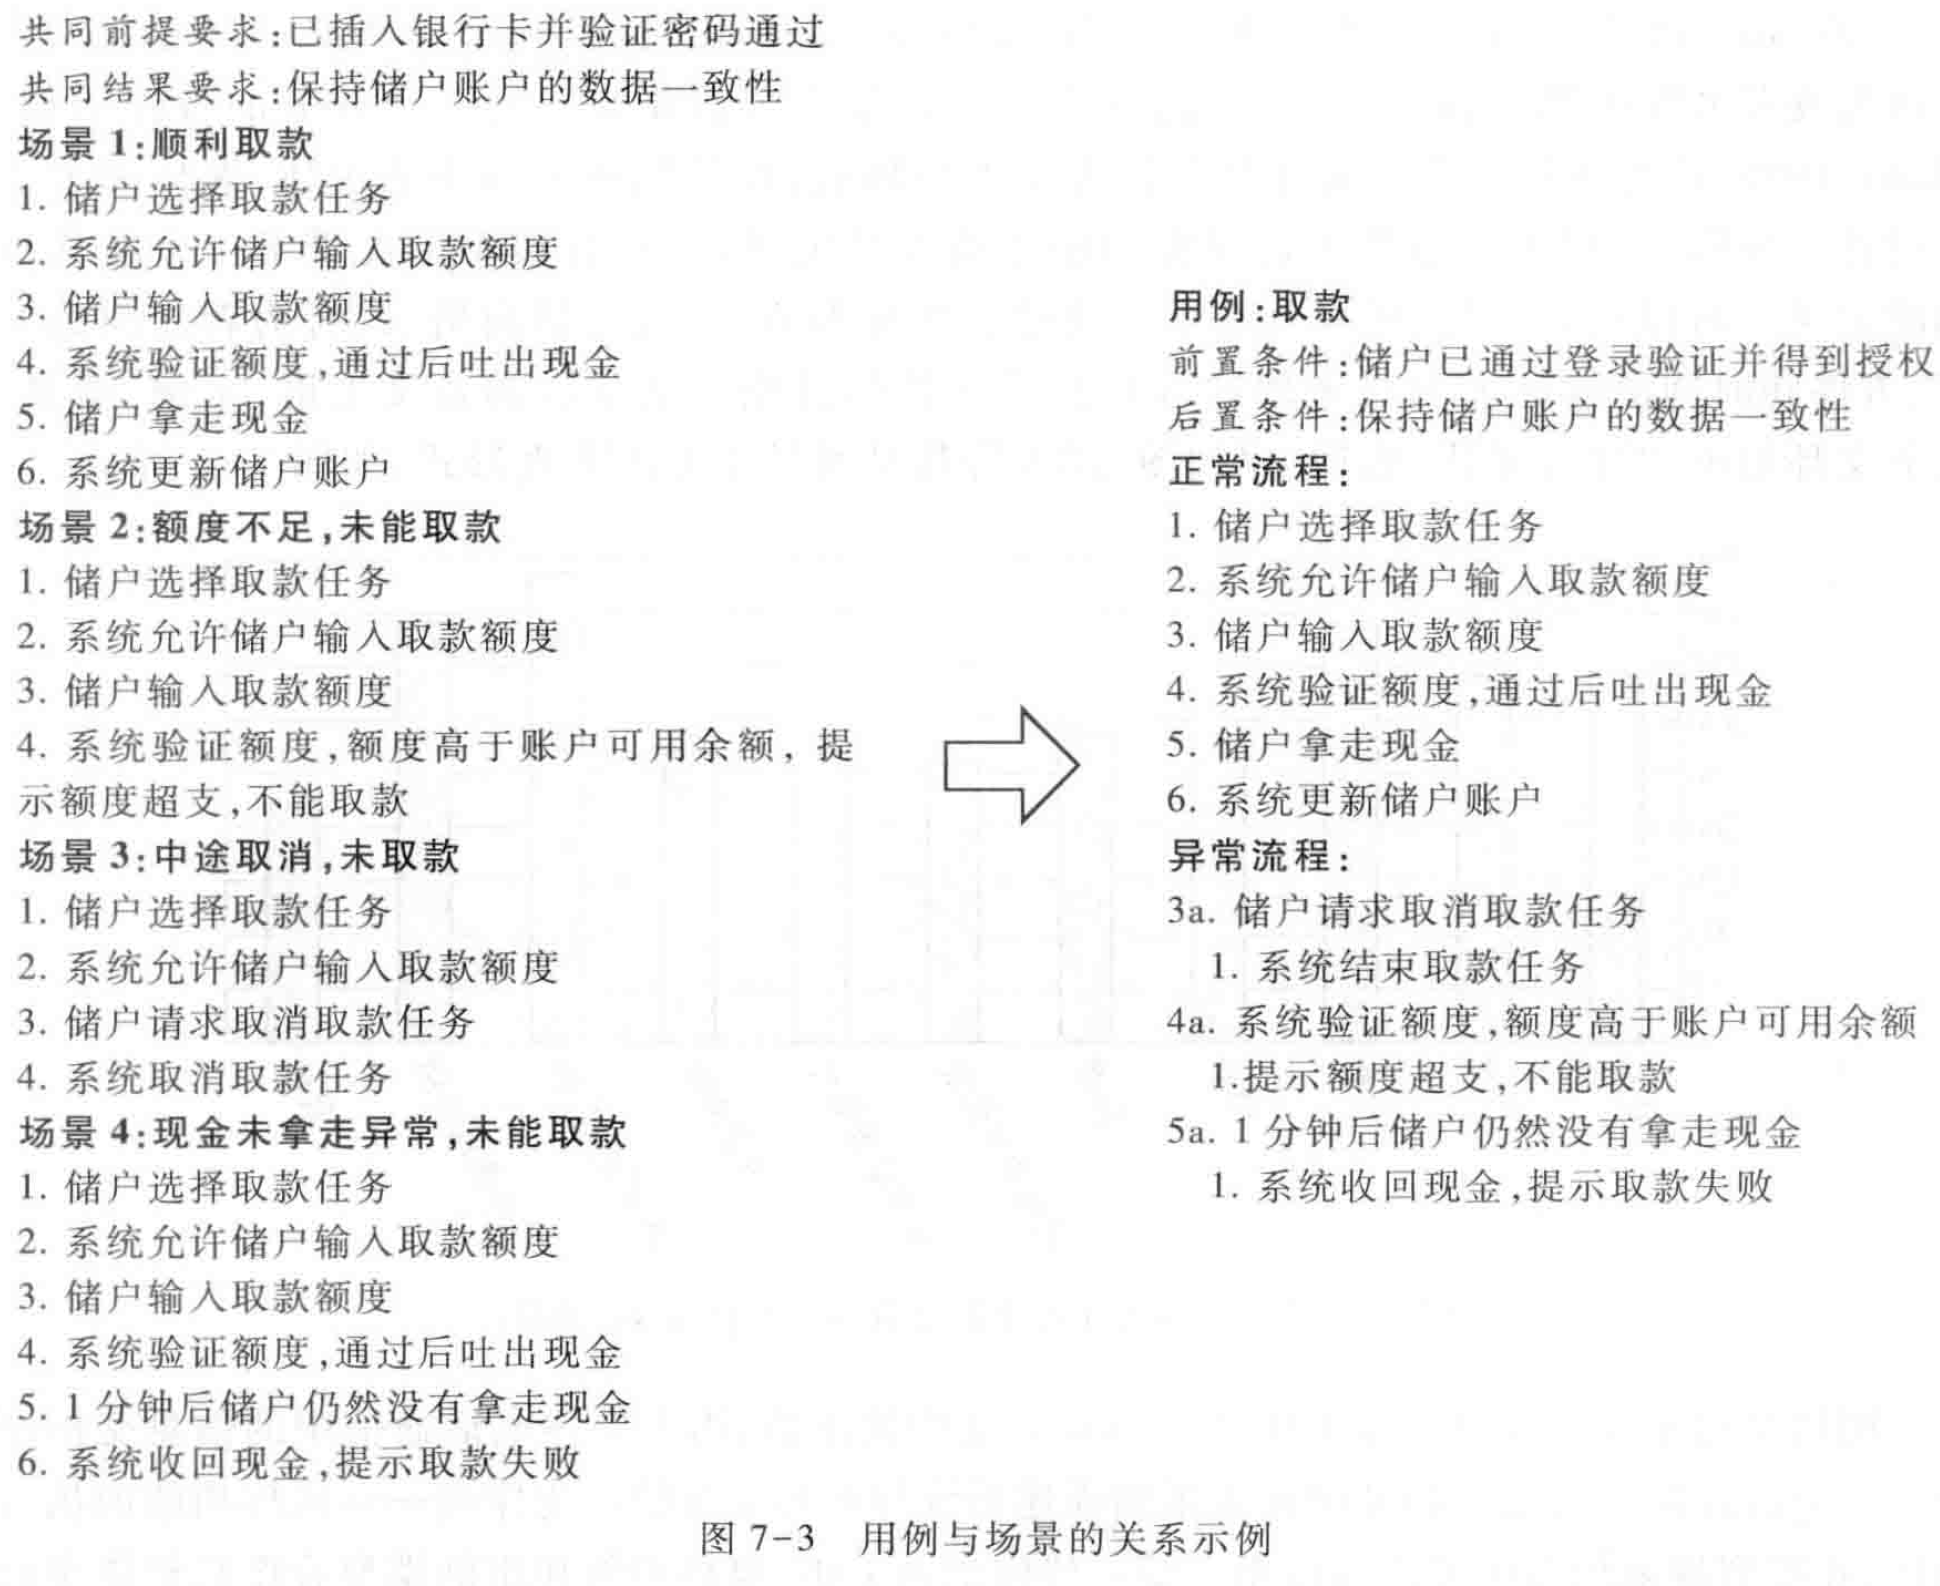 共同前提要求:已插入银行卡并验证密码通过
共同结果要求:保持储户账户的数据一致性
场景 1:顺利取款
1. 储户选择取款任务
2. 系统允许储户输入取款额度
3. 储户输入取款额度
4. 系统验证额度,通过后吐出现金
5. 储户拿走现金
6. 系统更新储户账户
场景 2:额度不足,未能取款
1. 储户选择取款任务
2. 系统允许储户输入取款额度
3. 储户输入取款额度
4. 系统验证额度,额度高于账户可用余额, 提
示额度超支,不能取款
场景 3:中途取消,未取款
1. 储户选择取款任务
2. 系统允许储户输入取款额度
3. 储户请求取消取款任务
4. 系统取消取款任务
场景 4:现金未拿走异常,未能取款
1. 储户选择取款任务
2. 系统允许储户输入取款额度
3. 储户输入取款额度
4. 系统验证额度,通过后吐出现金
5. 1 分钟后储户仍然没有拿走现金
6. 系统收回现金,提示取款失败
用例:取款
前置条件:储户已通过登录验证并得到授权
后置条件:保持储户账户的数据一致性
正常流程:
1. 储户选择取款任务
2. 系统允许储户输入取款额度
3. 储户输入取款额度
4. 系统验证额度,通过后吐出现金
5. 储户拿走现金
6. 系统更新储户账户
异常流程:
3a. 储户请求取消取款任务
1. 系统结束取款任务
4a. 系统验证额度,额度高于账户可用余额
1.提示额度超支,不能取款
5a. 1 分钟后储户仍然没有拿走现金
1. 系统收回现金,提示取款失败
图 7-3 用例与场景的关系示例